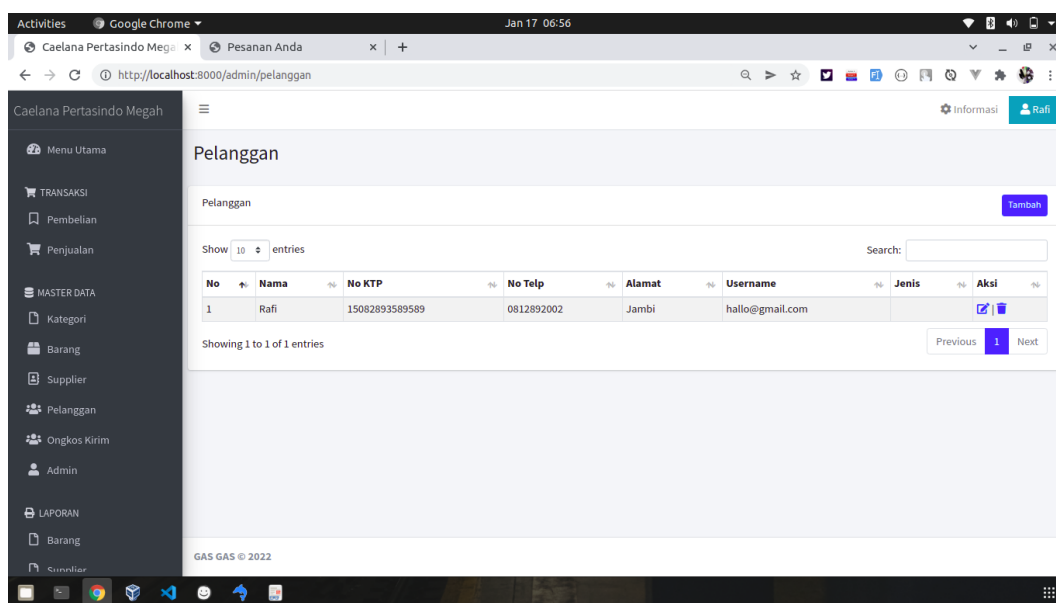 Activities Google Chrome Jan 17 06:56
Caelana Pertasindo Mega Pesanan Anda
http://localhost:8000/admin/pelanggan
Caelana Pertasindo Megah
Informasi Rafi
Menu Utama
Pelanggan
TRANSAKSI
Pembelian
Penjualan
MASTER DATA
Kategori
Barang
Supplier
Pelanggan
Ongkos Kirim
Admin
LAPORAN
Barang
Supplier
Pelanggan Tambah
Show 10 entries Search:
No Nama No KTP No Telp Alamat Username Jenis Aksi
1 Rafi 15082893589589 0812892002 Jambi hallo@gmail.com |
Showing 1 to 1 of 1 entries Previous 1 Next
GAS GAS © 2022